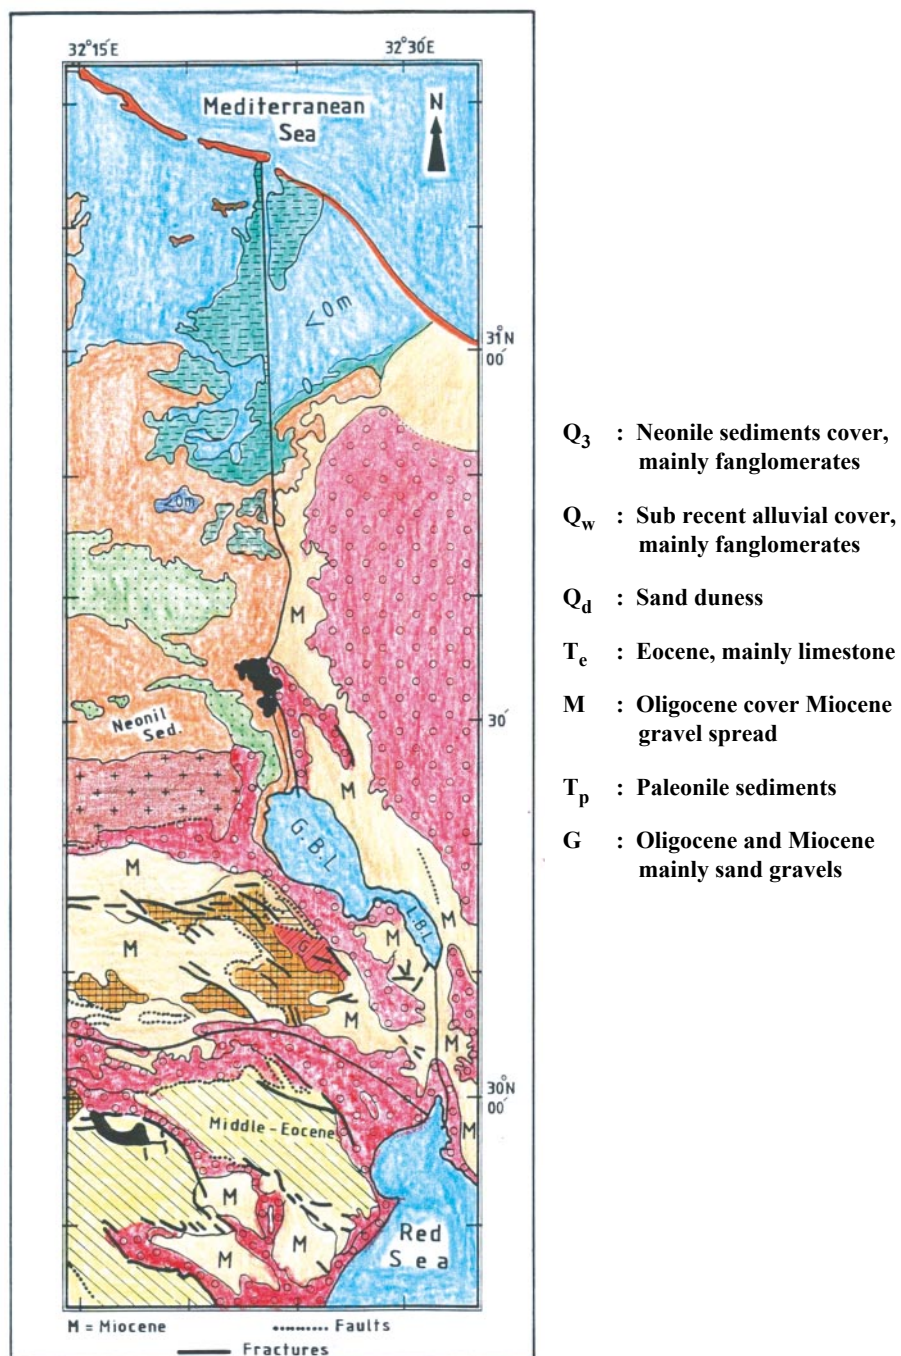 32°15'E
32°30'E
Mediterranean
Sea
N
<0m
31°N
00'
0
<0m
M
Neonil
Sed.
30'
M
G.B.L
M
L.B.L
M
M
G
M
M
M
30°N
00'
Middle-Eocene
M
M
M
M
Red
Sea
M = Miocene
Faults
Fractures
Q3 : Neonile sediments cover,
mainly fanglomerates
Qw : Sub recent alluvial cover,
mainly fanglomerates
Qd : Sand duness
Te : Eocene, mainly limestone
M : Oligocene cover Miocene
gravel spread
Tp : Paleonile sediments
G : Oligocene and Miocene
mainly sand gravels